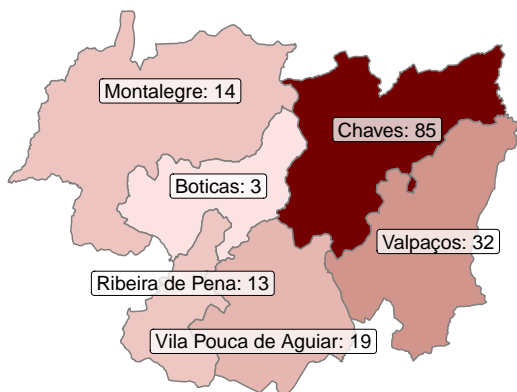 Montalegre: 14
Chaves: 85
Boticas: 3
Valpaços: 32
Ribeira de Pena: 13
Vila Pouca de Aguiar: 19